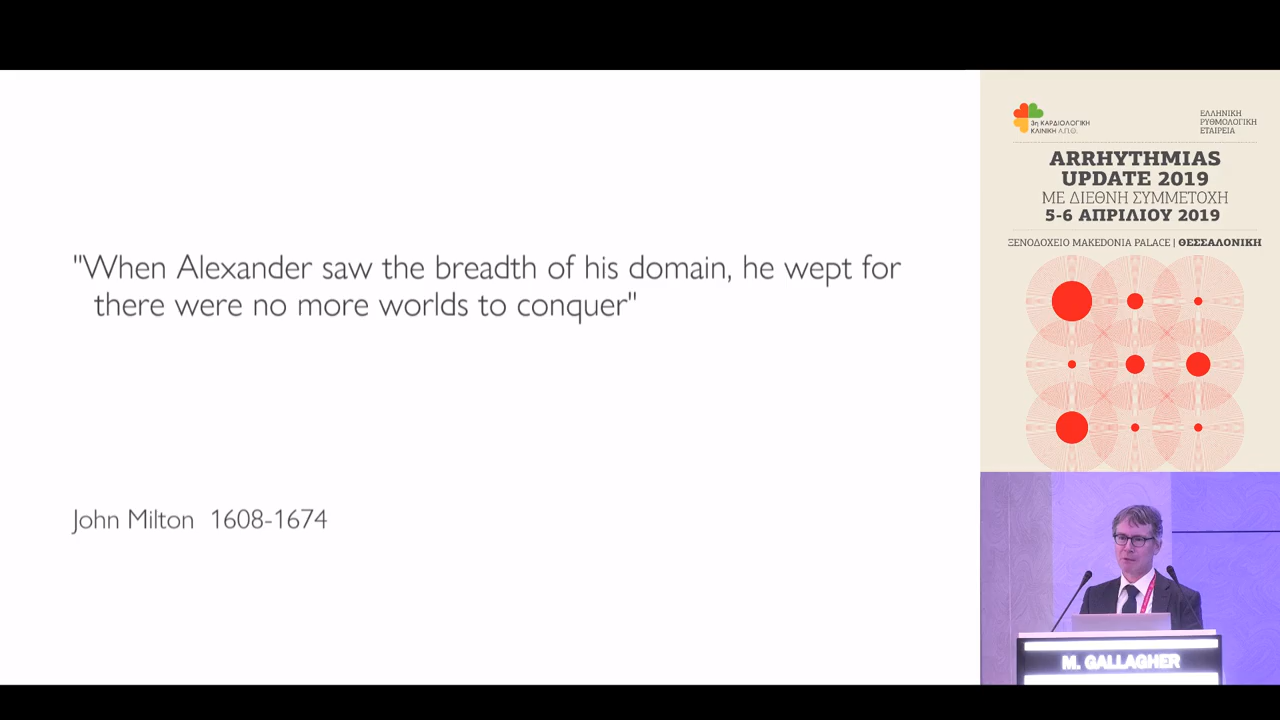 "When Alexander saw the breadth of his domain, he wept for
there were no more worlds to conquer"
John Milton 1608-1674
3η ΚΑΡΔΙΟΛΟΓΙΚΗ
ΚΛΙΝΙΚΗ Α.Π.Θ.
ΕΛΛΗΝΙΚΗ
ΡΥΘΜΟΛΟΓΙΚΗ
ΕΤΑΙΡΕΙΑ
ARRHYTHMIAS
UPDATE 2019
ΜΕ ΔΙΕΘΝΗ ΣΥΜΜΕΤΟΧΗ
5-6 ΑΠΡΙΛΙΟΥ 2019
ΞΕΝΟΔΟΧΕΙΟ MAKEDONIA PALACE | ΘΕΣΣΑΛΟΝΙΚΗ
M. GALLAGHER